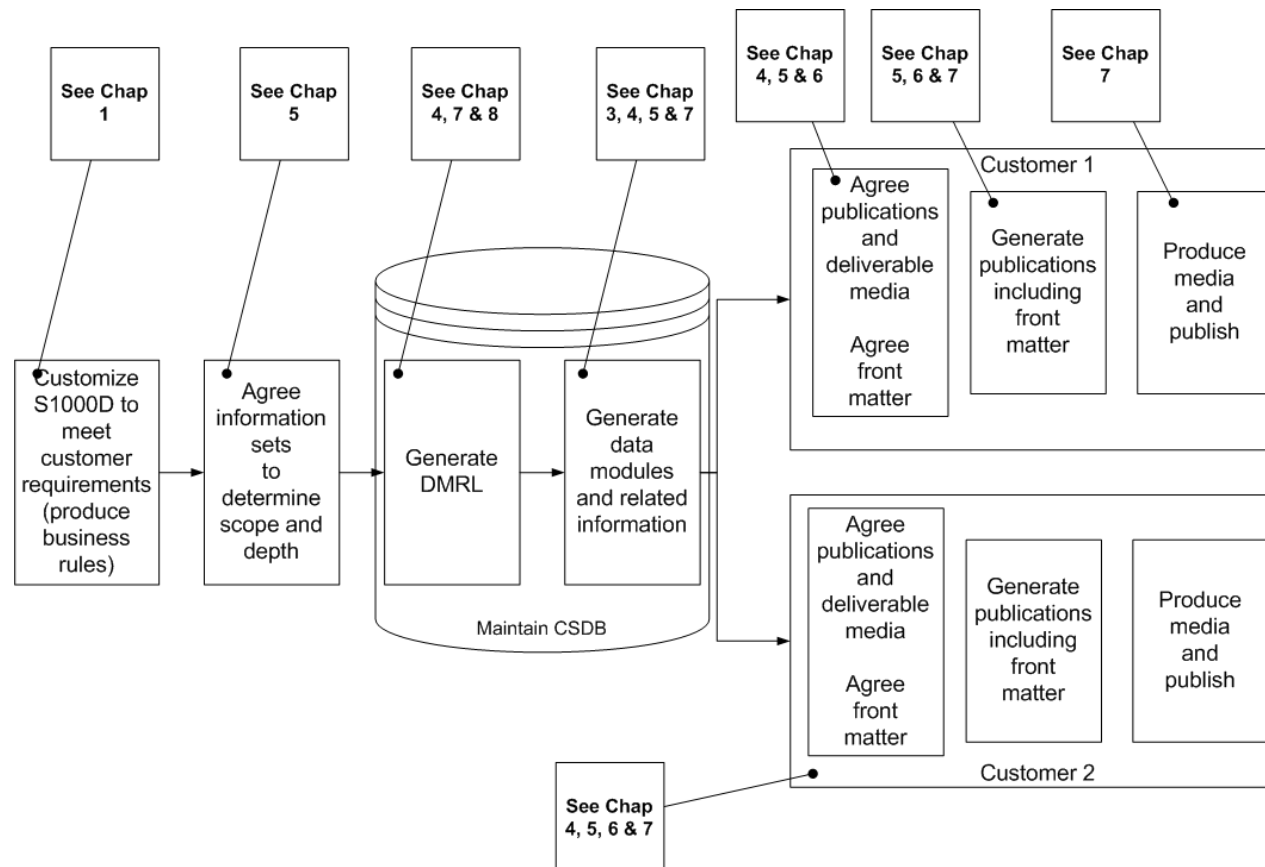 See Chap
1
See Chap
5
See Chap
4, 7 & 8
See Chap
3, 4, 5 & 7
See Chap
4, 5 & 6
See Chap
5, 6 & 7
See Chap
7
Customize
S1000D to
meet
customer
requirements
(produce
business
rules)
Agree
information
sets
to
determine
scope and
depth
Generate
DMRL
Generate
data
modules
and related
information
Maintain CSDB
Customer 1
Agree
publications
and
deliverable
media
Agree
front
matter
Generate
publications
including
front
matter
Produce
media
and
publish
Agree
publications
and
deliverable
media
Agree
front
matter
Generate
publications
including
front
matter
Produce
media
and
publish
Customer 2
See Chap
4, 5, 6 & 7